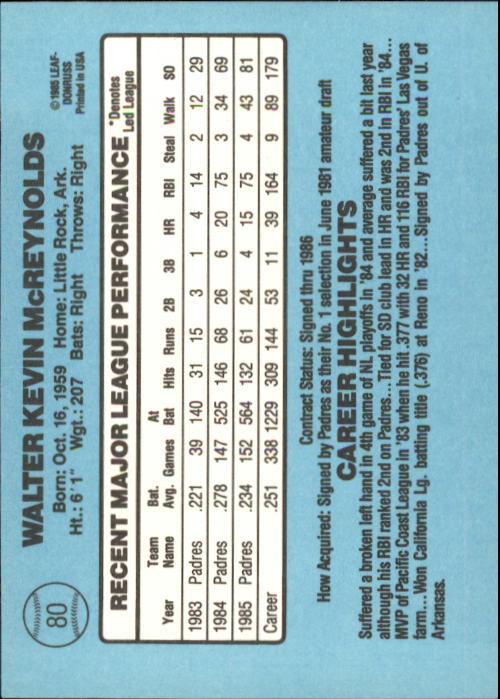 80
WALTER KEVIN McREYNOLDS
© 1985 LEAF-
DONRUSS
Printed in USA
Born: Oct. 16, 1959 Home: Little Rock, Ark.
Ht.: 6'1" Wgt.: 207 Bats: Right Throws: Right
RECENT MAJOR LEAGUE PERFORMANCE
*Denotes
Led League
Year Team Name Bat. Avg. Games At Bat Hits Runs 2B 3B HR RBI Steal Walk SO
1983 Padres .221 39 140 31 15 3 1 4 14 2 12 29
1984 Padres .278 147 525 146 68 26 6 20 75 3 34 69
1985 Padres .234 152 564 132 61 24 4 15 75 4 43 81
Career .251 338 1229 309 144 53 11 39 164 9 89 179
Contract Status: Signed thru 1986
How Acquired: Signed by Padres as their No. 1 selection in June 1981 amateur draft
CAREER HIGHLIGHTS
Suffered a broken left hand in 4th game of NL playoffs in '84 and average suffered a bit last year
although his RBI ranked 2nd on Padres...Tied for SD club lead in HR and was 2nd in RBI in '84...
MVP of Pacific Coast League in '83 when he hit .377 with 32 HR and 116 RBI for Padres' Las Vegas
farm...Won California Lg. batting title (.376) at Reno in '82...Signed by Padres out of U. of
Arkansas.